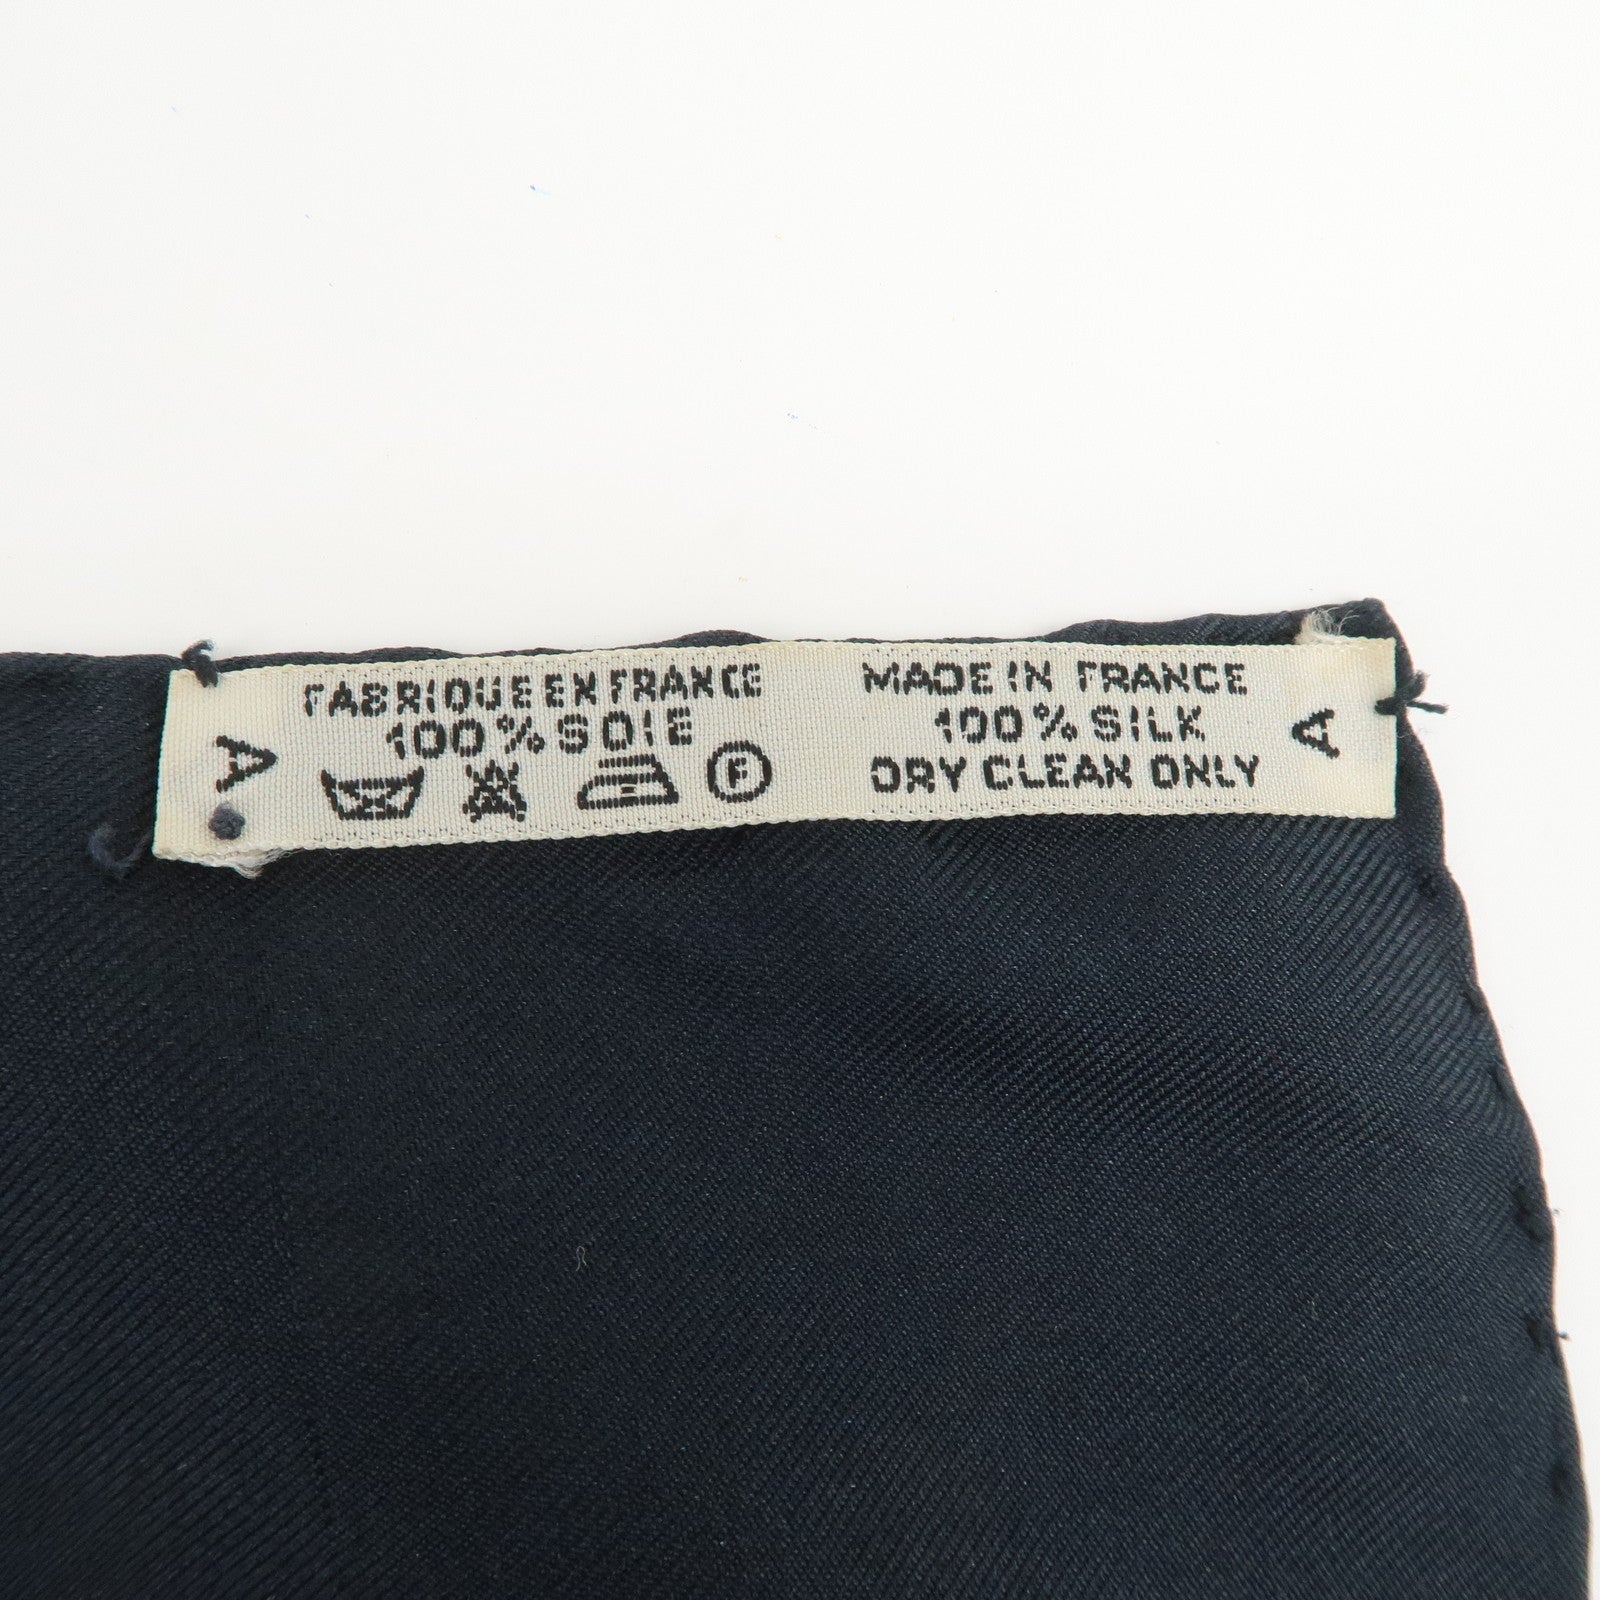 FABRIQUE EN FRANCE
100% SOIE
A
F
MADE IN FRANCE
100% SILK
DRY CLEAN ONLY
A